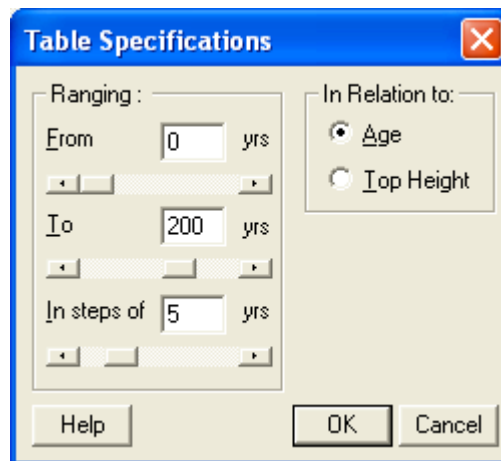 Table Specifications
Ranging :
From 0 yrs
To 200 yrs
In steps of 5 yrs
In Relation to:
Age
Top Height
Help
OK
Cancel